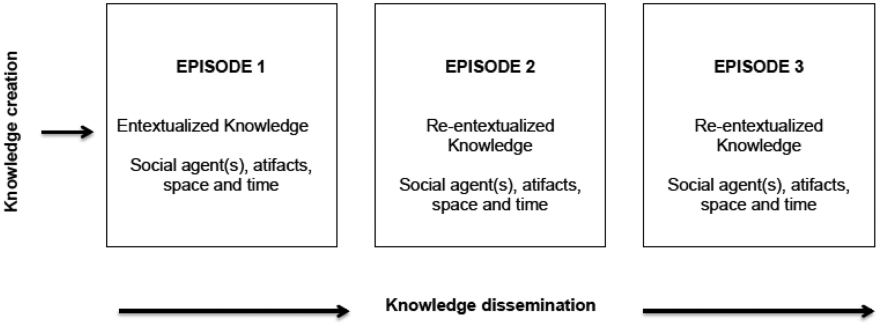 Knowledge creation
EPISODE 1
Entextualized Knowledge
Social agent(s), atifacts,
space and time
EPISODE 2
Re-entextualized
Knowledge
Social agent(s), atifacts,
space and time
EPISODE 3
Re-entextualized
Knowledge
Social agent(s), atifacts,
space and time
Knowledge dissemination